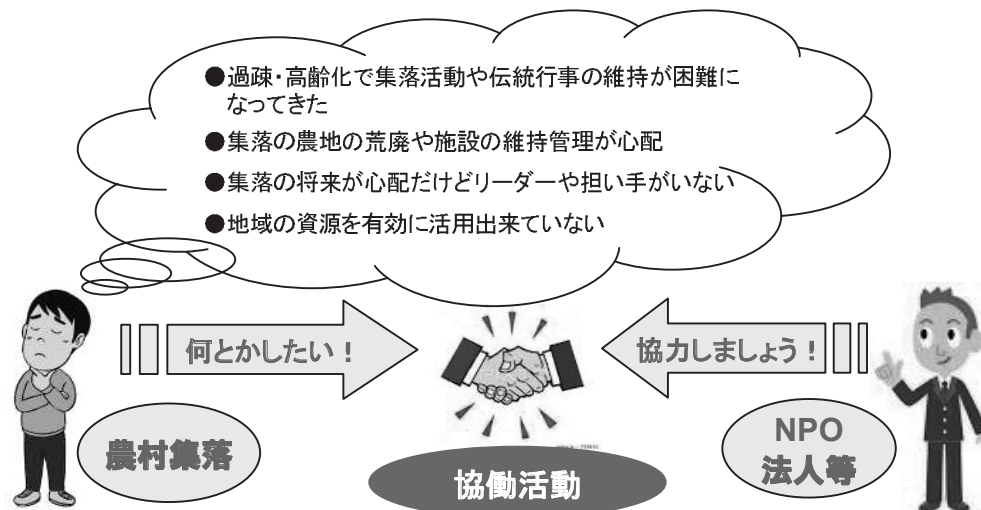 ●過疎・高齢化で集落活動や伝統行事の維持が困難に
なってきた
●集落の農地の荒廃や施設の維持管理が心配
●集落の将来が心配だけどリーダーや担い手がいない
●地域の資源を有効に活用出来ていない
何とかしたい！
協力しましょう！
農村集落
NPO
法人等
協働活動